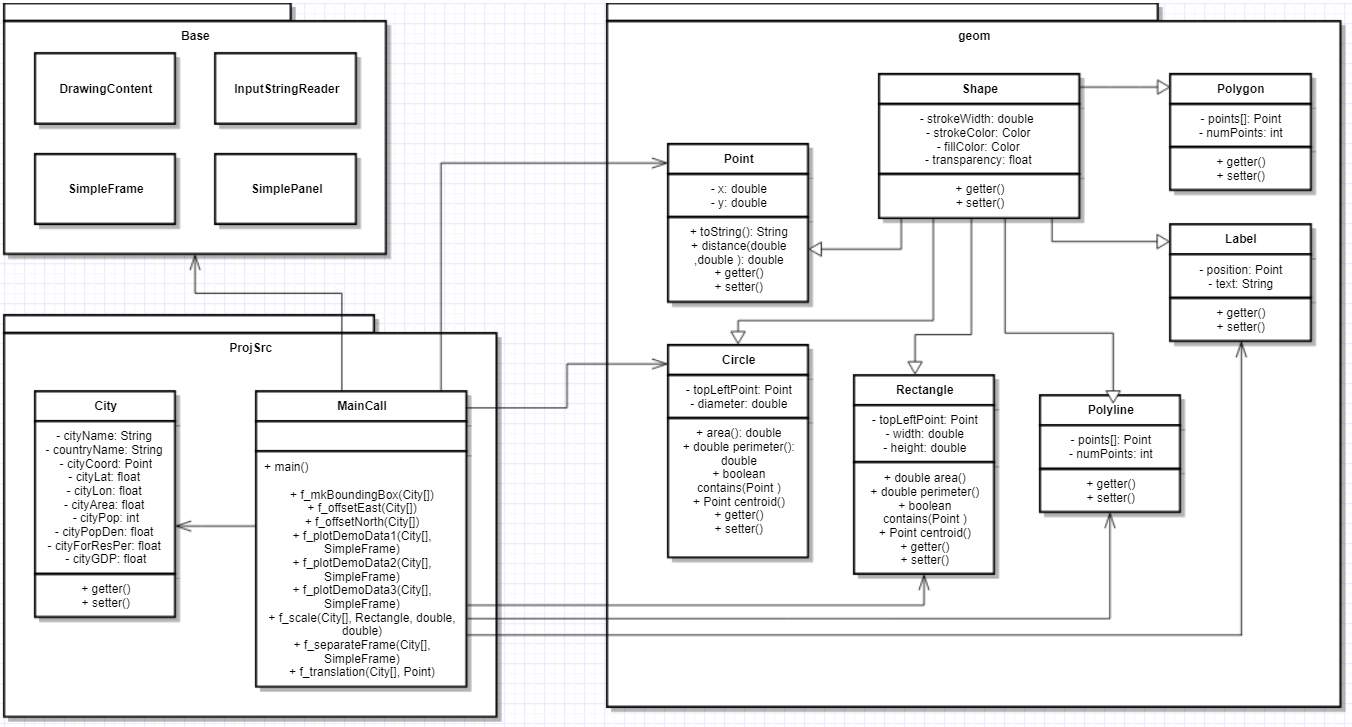 Base
DrawingContent
InputStringReader
SimpleFrame
SimplePanel
ProjSrc
City
- cityName: String
- countryName: String
- cityCoord: Point
- cityLat: float
- cityLon: float
- cityArea: float
- cityPop: int
- cityPopDen: float
- cityForResPer: float
- cityGDP: float
+ getter()
+ setter()
MainCall
+ main()
+ f_mkBoundingBox(City[])
+ f_offsetEast(City[])
+ f_offsetNorth(City[])
+ f_plotDemoData1(City[],
SimpleFrame)
+ f_plotDemoData2(City[],
SimpleFrame)
+ f_plotDemoData3(City[],
SimpleFrame)
+ f_scale(City[], Rectangle, double,
double)
+ f_separateFrame(City[],
SimpleFrame)
+ f_translation(City[], Point)
geom
Shape
- strokeWidth: double
- strokeColor: Color
- fillColor: Color
- transparency: float
+ getter()
+ setter()
Polygon
- points[]: Point
- numPoints: int
+ getter()
+ setter()
Point
- x: double
- y: double
+ toString(): String
+ distance(double
,double ): double
+ getter()
+ setter()
Label
- position: Point
- text: String
+ getter()
+ setter()
Circle
- topLeftPoint: Point
- diameter: double
+ area(): double
+ double perimeter():
double
+ boolean
contains(Point )
+ Point centroid()
+ getter()
+ setter()
Rectangle
- topLeftPoint: Point
- width: double
- height: double
+ double area()
+ double perimeter()
+ boolean
contains(Point )
+ Point centroid()
+ getter()
+ setter()
Polyline
- points[]: Point
- numPoints: int
+ getter()
+ setter()